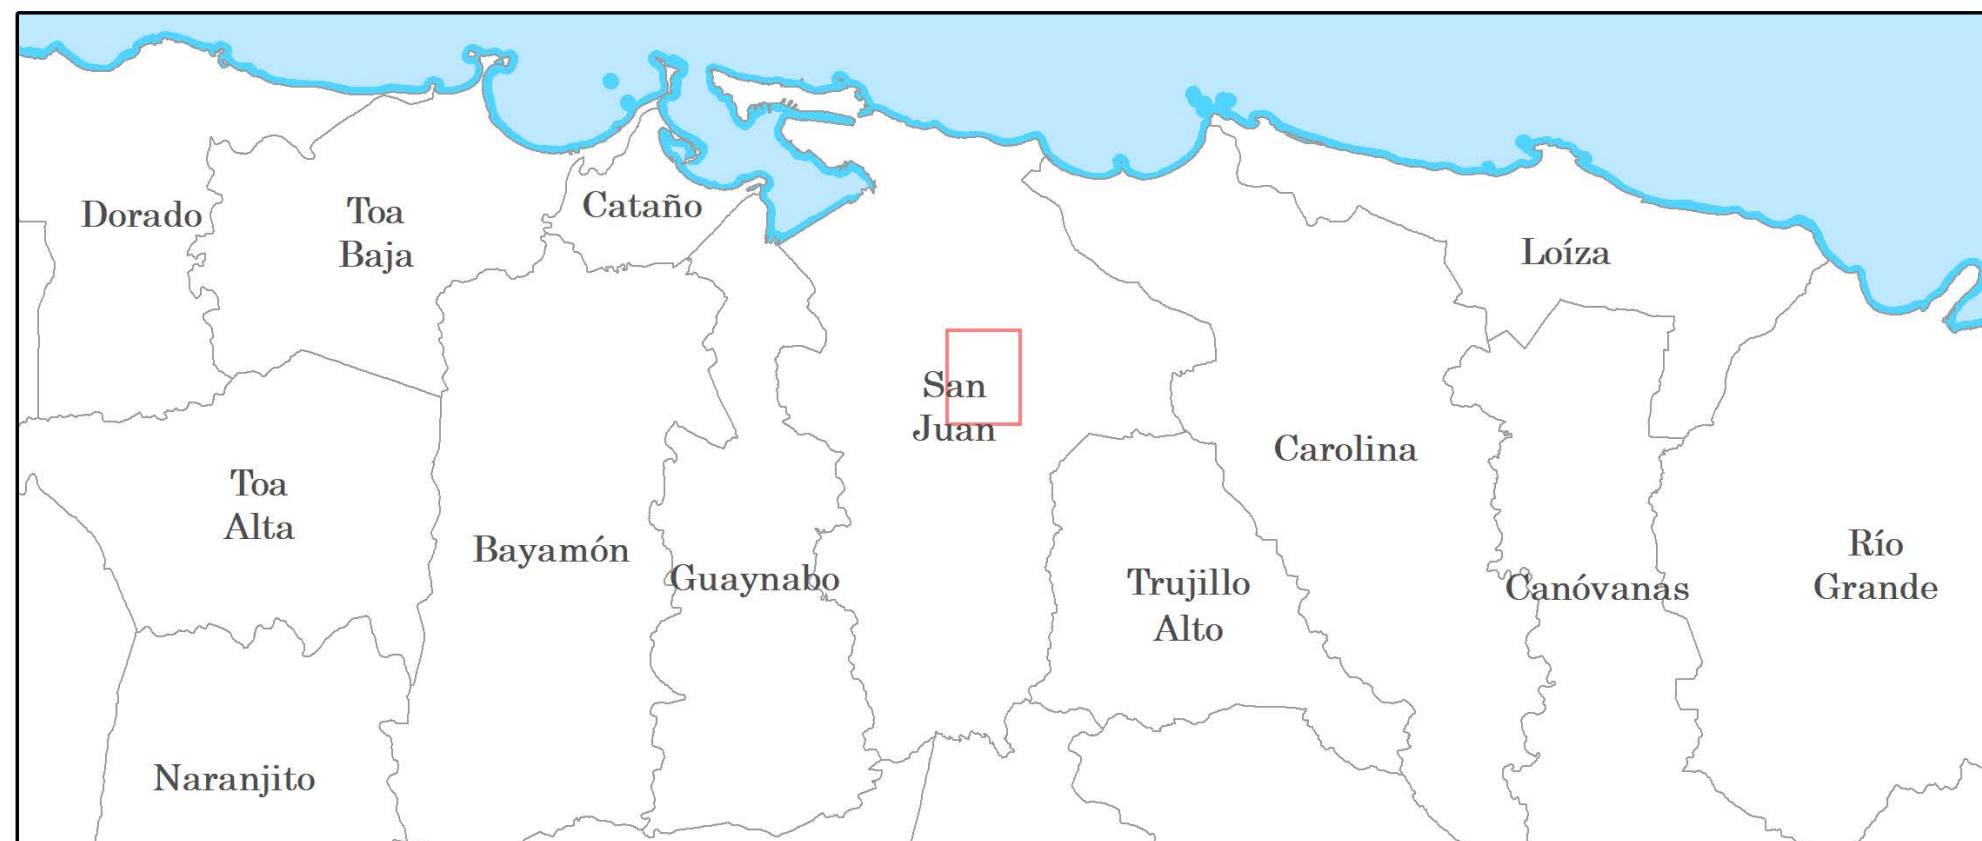 Dorado
Toa
Baja
Cataño
Loíza
San
Juan
Carolina
Toa
Alta
Bayamón
Guaynabo
Trujillo
Alto
Canóvanas
Río
Grande
Naranjito